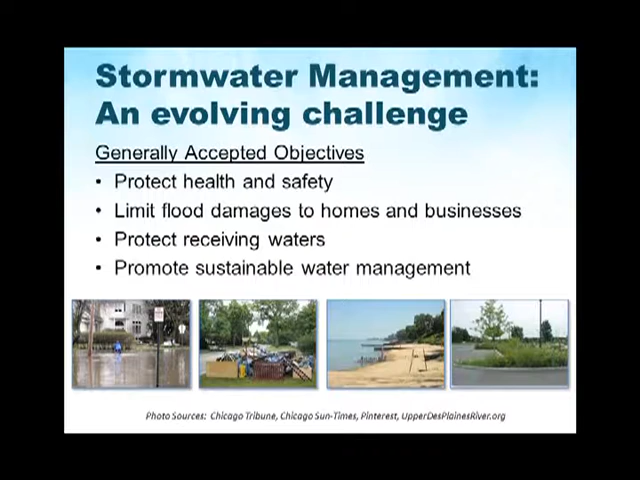 Stormwater Management:
An evolving challenge
Generally Accepted Objectives
• Protect health and safety
• Limit flood damages to homes and businesses
• Protect receiving waters
• Promote sustainable water management
Photo Sources: Chicago Tribune, Chicago Sun-Times, Pinterest, UpperDesPlainesRiver.org